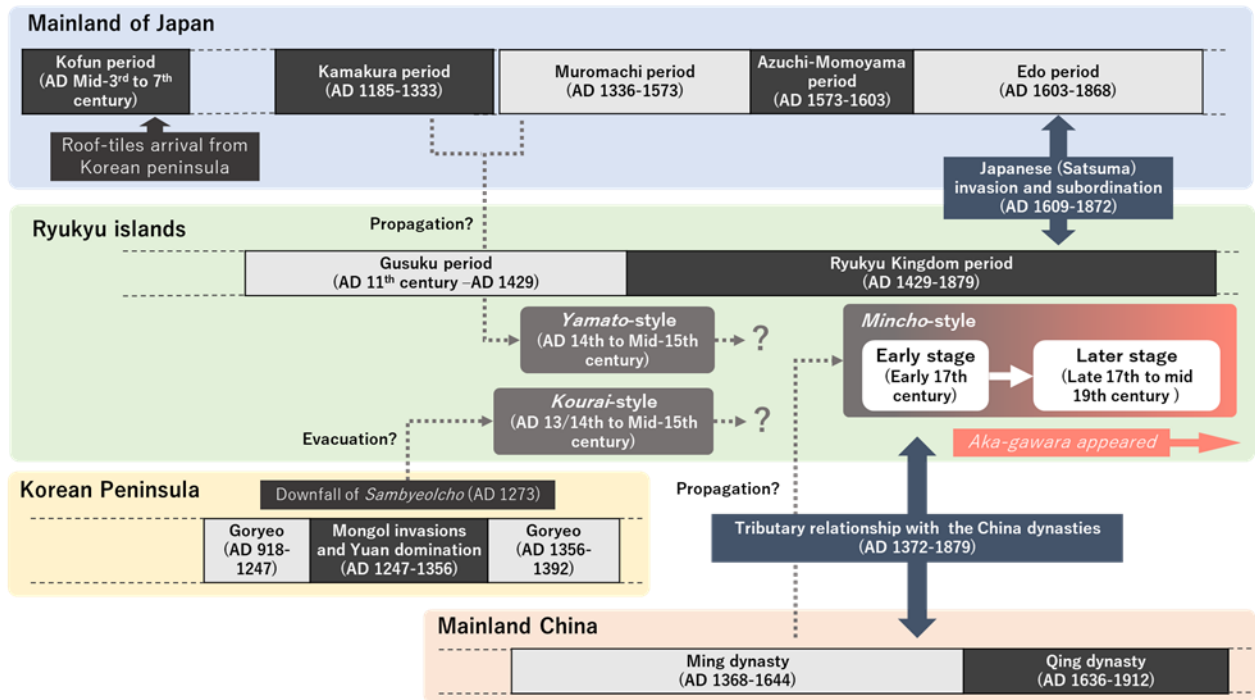 Mainland of Japan
Kofun period
(AD Mid-3rd to 7th
century)
Kamakura period
(AD 1185-1333)
Muromachi period
(AD 1336-1573)
Azuchi-Momoyama
period
(AD 1573-1603)
Edo period
(AD 1603-1868)
Roof-tiles arrival from
Korean peninsula
Japanese (Satsuma)
invasion and subordination
(AD 1609-1872)
Ryukyu islands
Propagation?
Gusuku period
(AD 11th century –AD 1429)
Ryukyu Kingdom period
(AD 1429-1879)
Yamato-style
(AD 14th to Mid-15th
century)
?
Mincho-style
Early stage
(Early 17th
century)
Later stage
(Late 17th to mid
19th century )
Kourai-style
(AD 13/14th to Mid-15th
century)
?
Evacuation?
Aka-gawara appeared
Korean Peninsula
Downfall of Sambyeolcho (AD 1273)
Goryeo
(AD 918-
1247)
Mongol invasions
and Yuan domination
(AD 1247-1356)
Goryeo
(AD 1356-
1392)
Propagation?
Tributary relationship with the China dynasties
(AD 1372-1879)
Mainland China
Ming dynasty
(AD 1368-1644)
Qing dynasty
(AD 1636-1912)